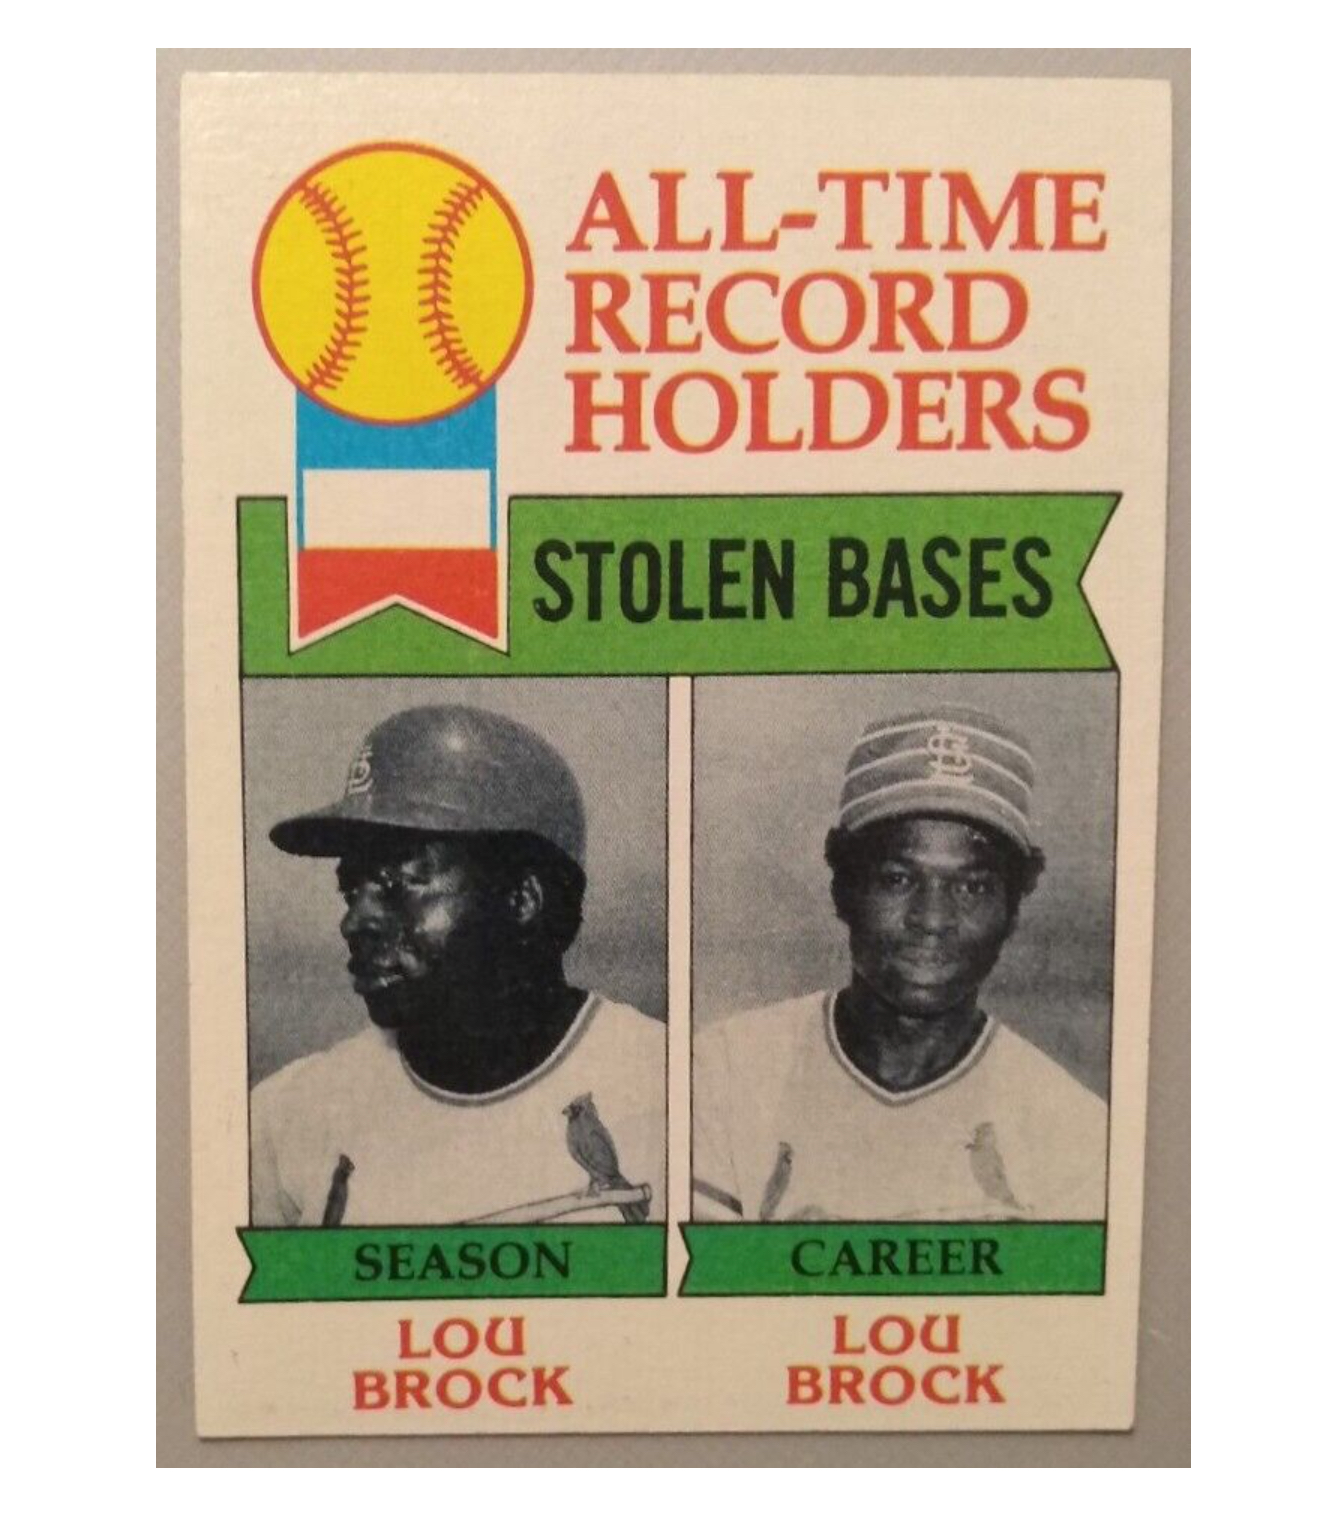 ALL-TIME
RECORD
HOLDERS
STOLEN BASES
SEASON
CAREER
LOU
BROCK
LOU
BROCK